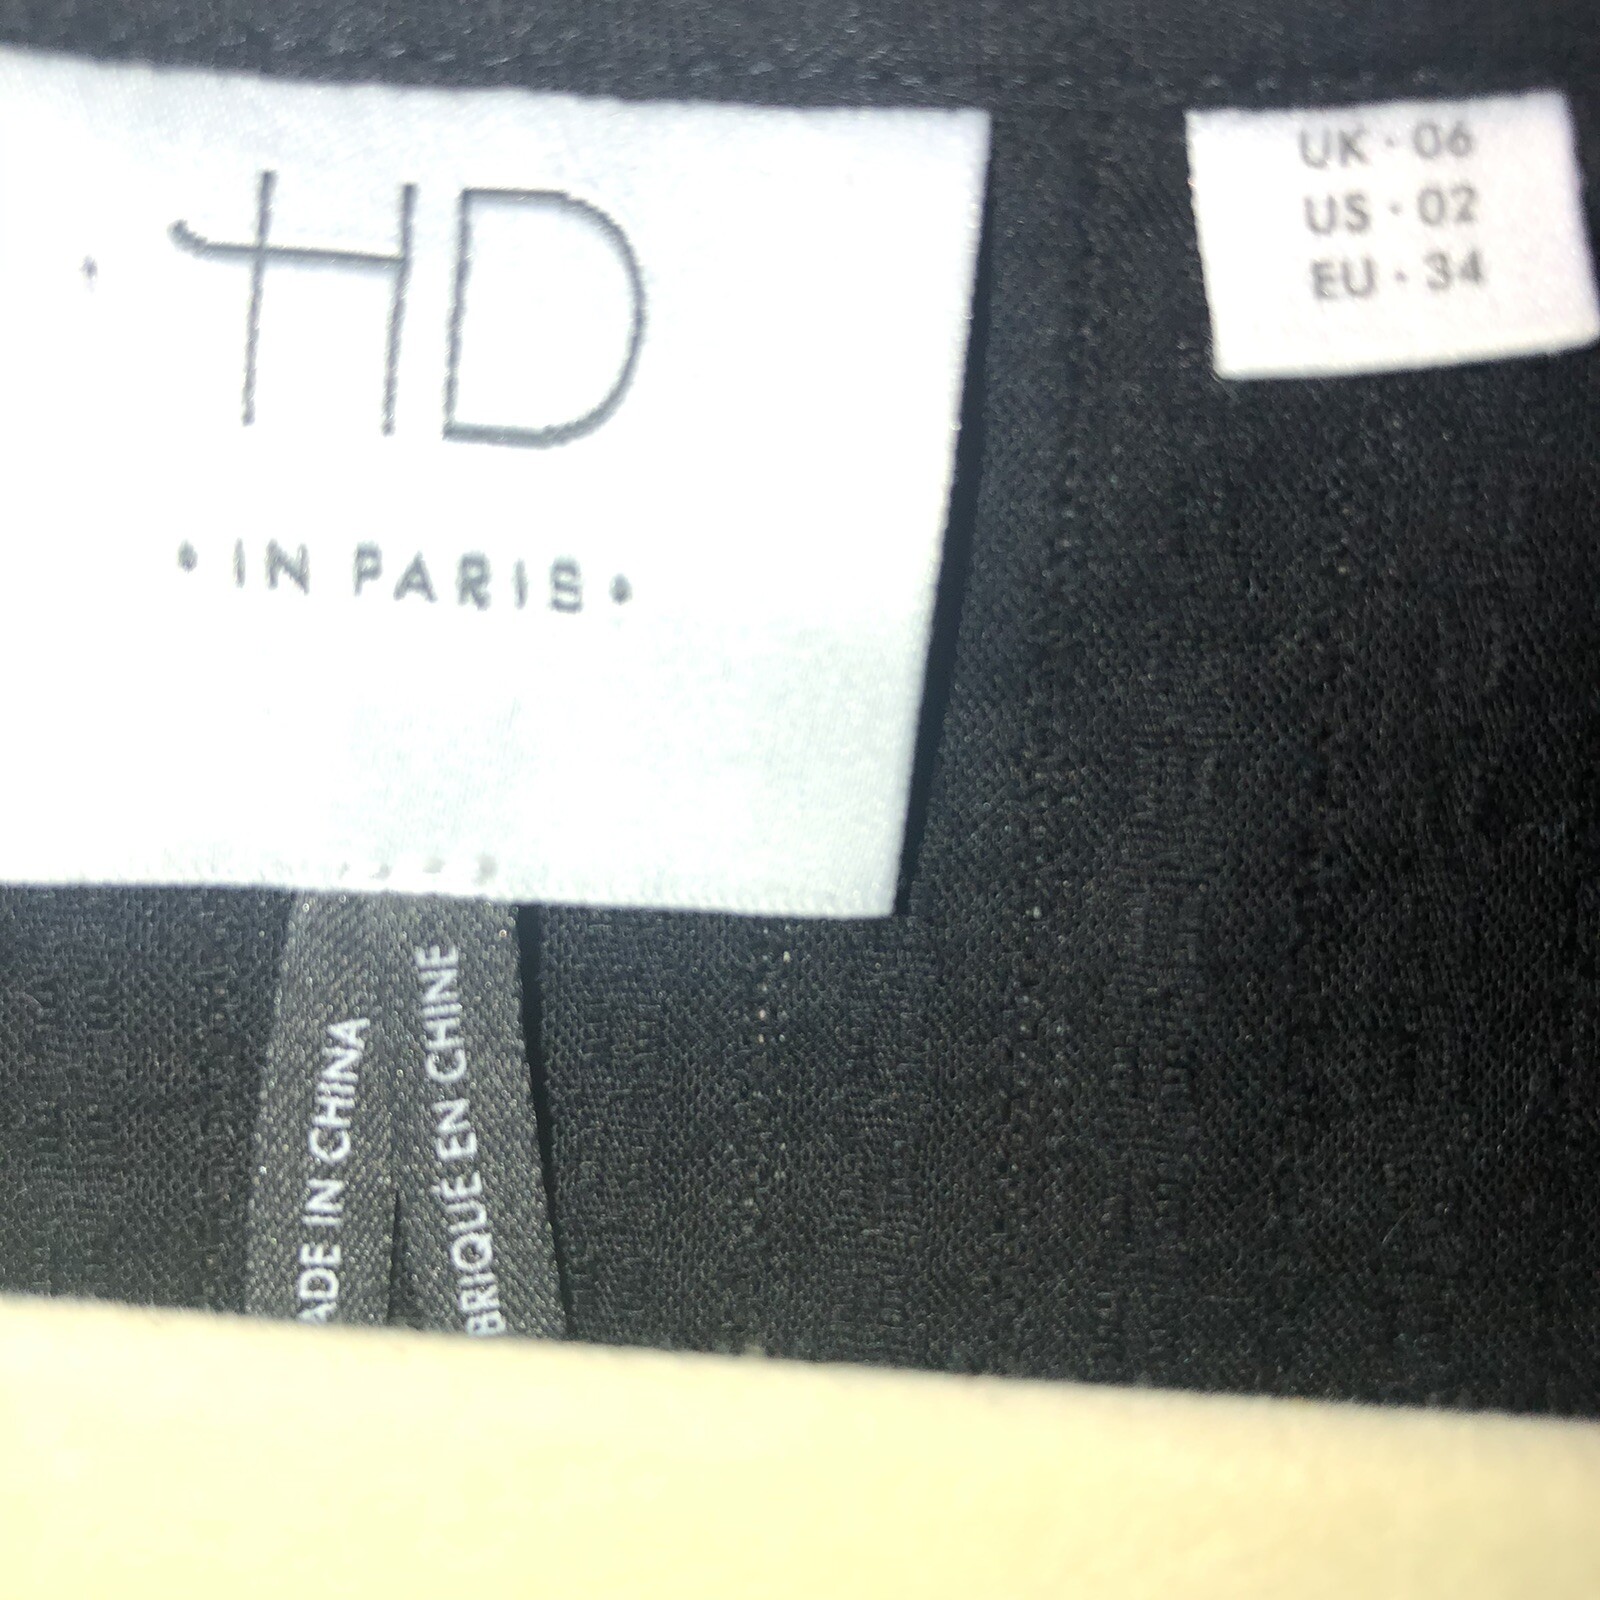 HD
• IN PARIS •
UK · 06
US · 02
EU · 34
ADE IN CHINA
BRIQUÉ EN CHINE